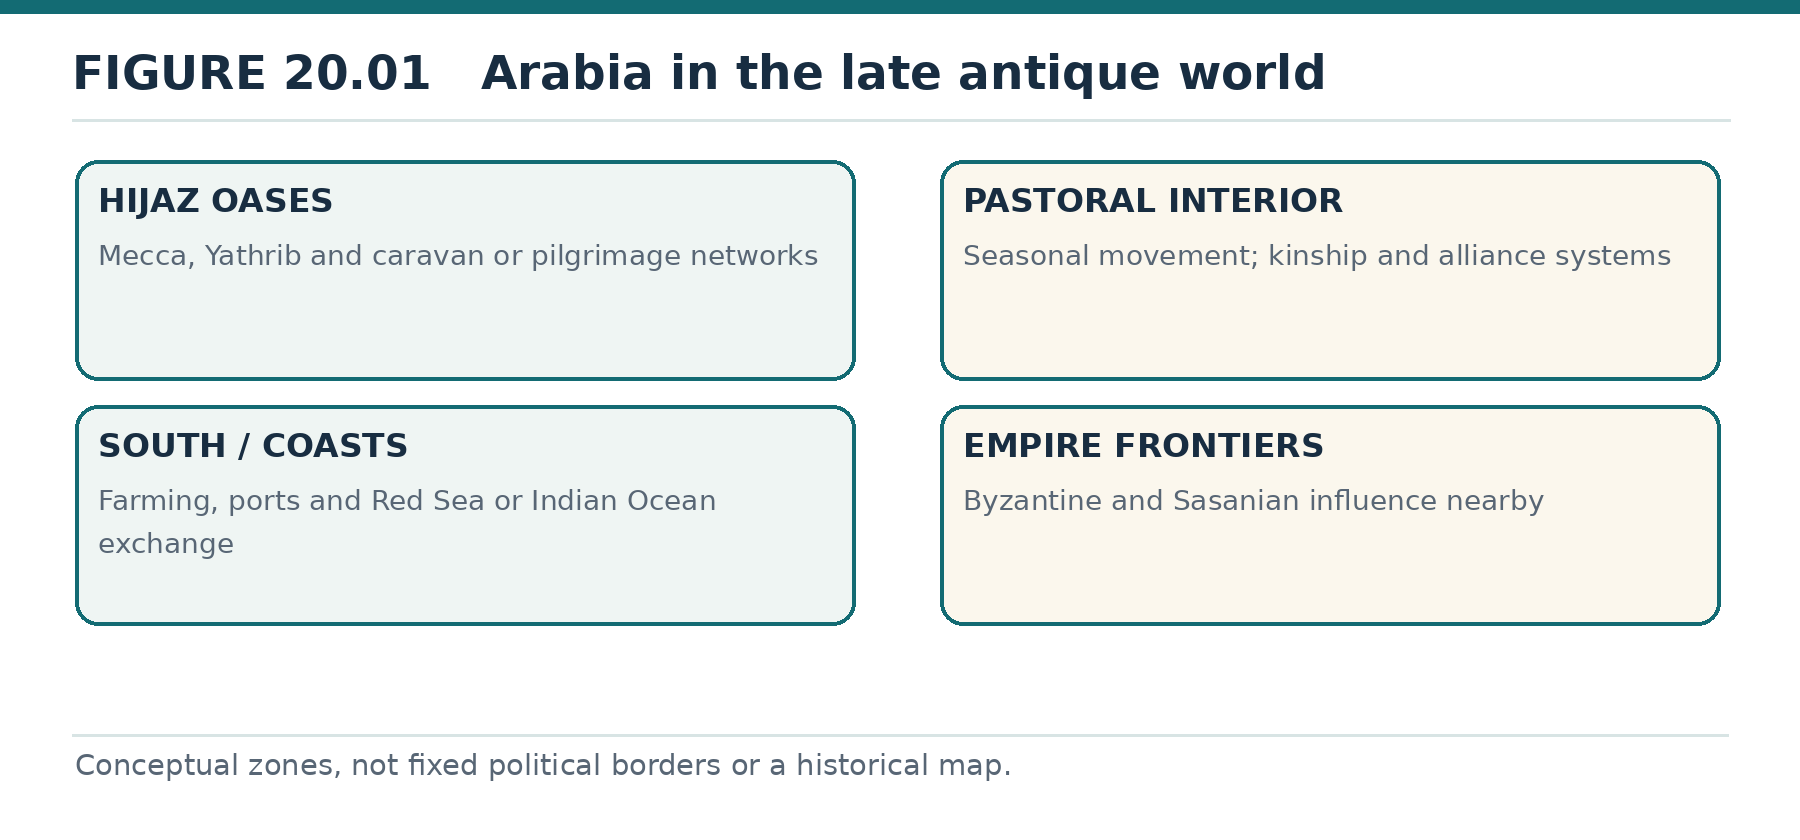 FIGURE 20.01 Arabia in the late antique world
HIJAZ OASES
Mecca, Yathrib and caravan or pilgrimage networks
PASTORAL INTERIOR
Seasonal movement; kinship and alliance systems
SOUTH / COASTS
Farming, ports and Red Sea or Indian Ocean
exchange
EMPIRE FRONTIERS
Byzantine and Sasanian influence nearby
Conceptual zones, not fixed political borders or a historical map.